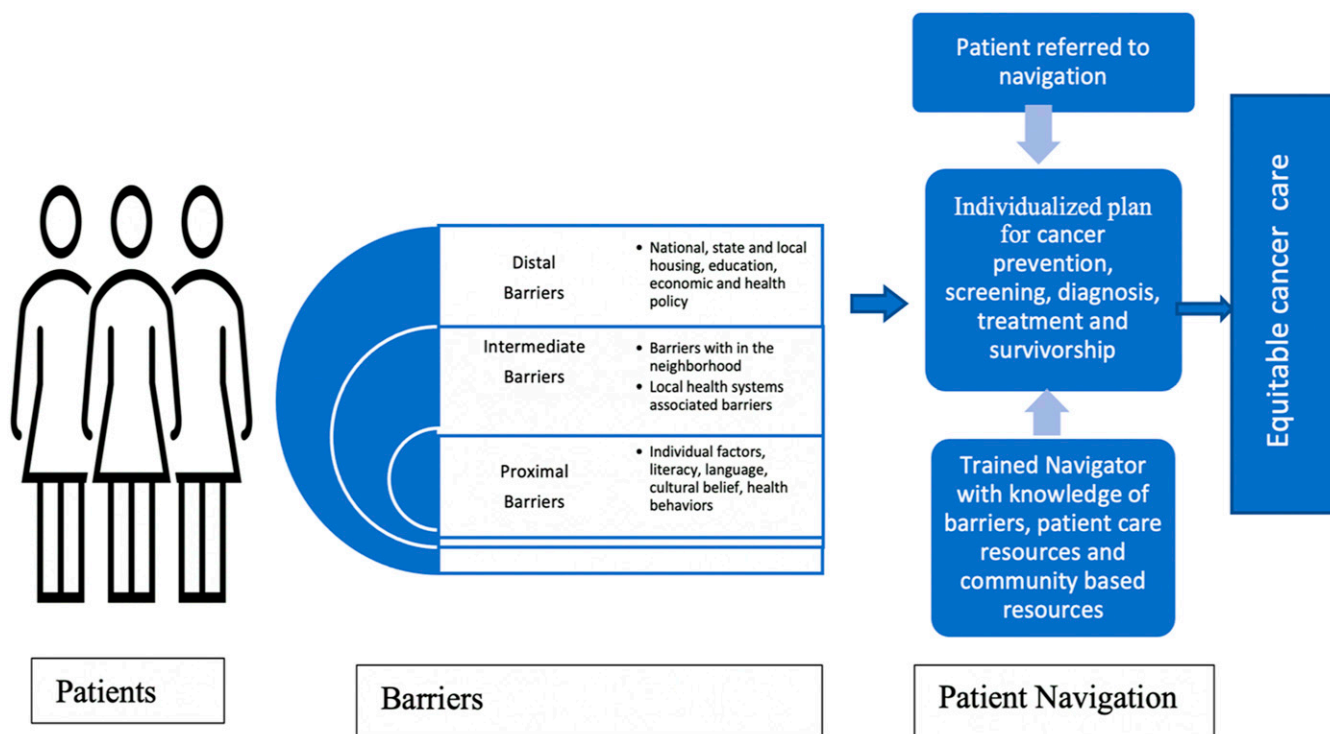 Distal
Barriers
• National, state and local
housing, education,
economic and health
policy
Intermediate
Barriers
• Barriers with in the
neighborhood
• Local health systems
associated barriers
Proximal
Barriers
• Individual factors,
literacy, language,
cultural belief, health
behaviors
Patient referred to
navigation
Individualized plan
for cancer
prevention,
screening, diagnosis,
treatment and
survivorship
Trained Navigator
with knowledge of
barriers, patient care
resources and
community based
resources
Equitable cancer care
Patients
Barriers
Patient Navigation